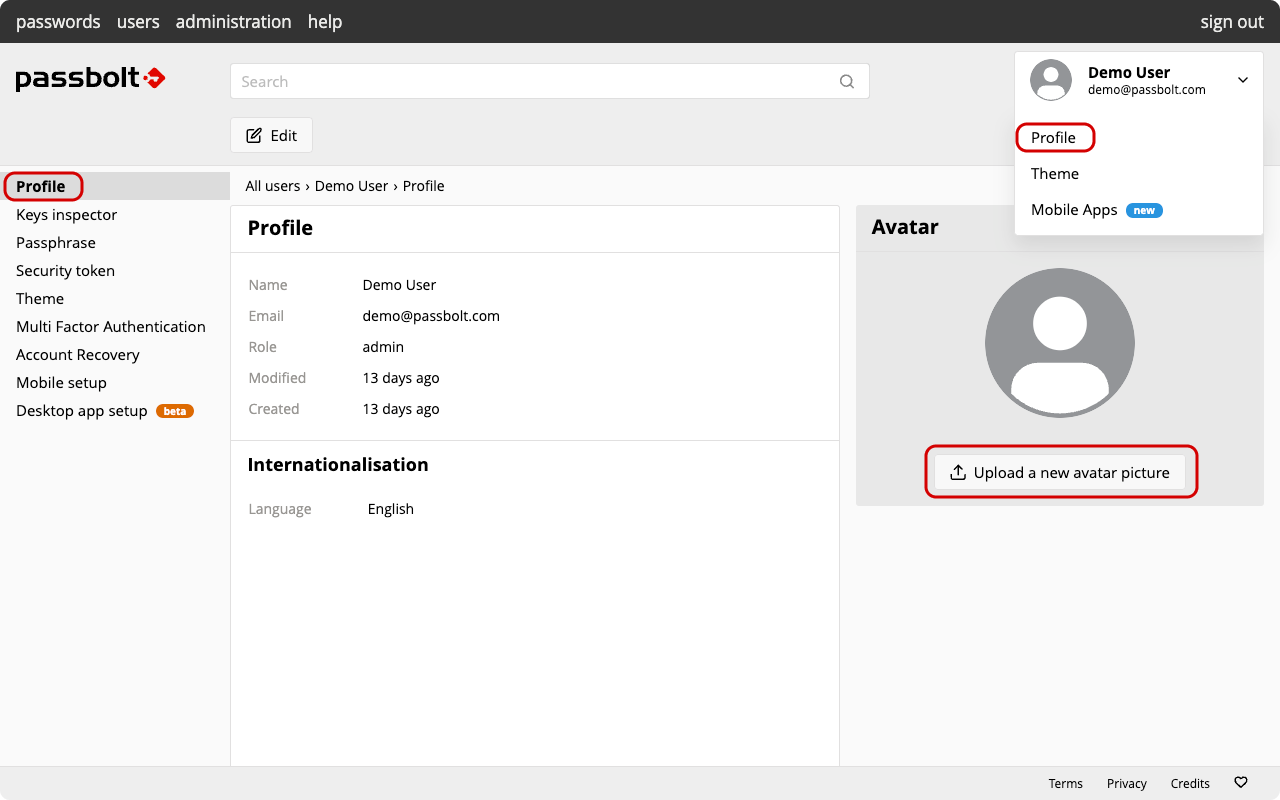 passwords users administration help sign out
passbolt
Search
Demo User
demo@passbolt.com
Edit
Profile
Theme
Mobile Apps new
Profile
Keys inspector
Passphrase
Security token
Theme
Multi Factor Authentication
Account Recovery
Mobile setup
Desktop app setup beta
All users › Demo User › Profile
Profile
Name Demo User
Email demo@passbolt.com
Role admin
Modified 13 days ago
Created 13 days ago
Internationalisation
Language English
Avatar
Upload a new avatar picture
Terms Privacy Credits